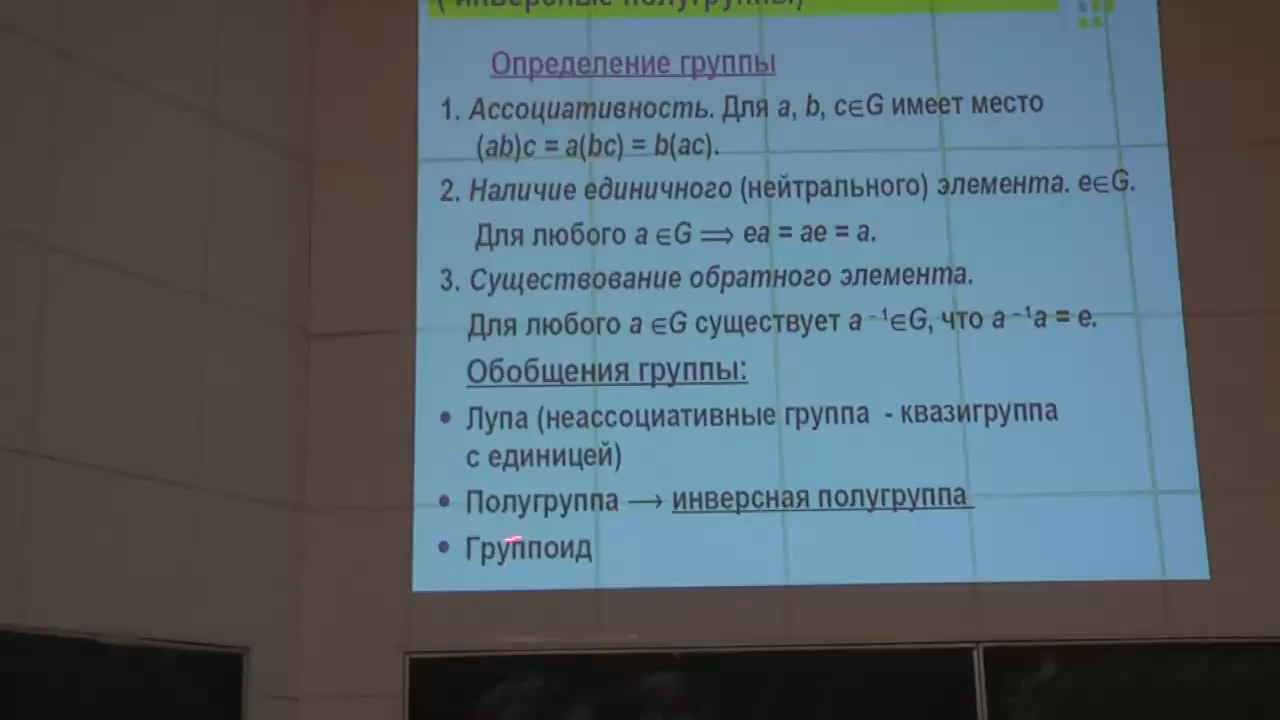 ( инверсные полугруппы)
Определение группы
1. Ассоциативность. Для a, b, c∈G имеет место
(ab)c = a(bc) = b(ac).
2. Наличие единичного (нейтрального) элемента. e∈G.
Для любого a ∈G ⟹ ea = ae = a.
3. Существование обратного элемента.
Для любого a ∈G существует a ⁻¹∈G, что a ⁻¹a = e.
Обобщения группы:
• Лупа (неассоциативные группа - квазигруппа
с единицей)
• Полугруппа ⟶ инверсная полугруппа
• Группоид